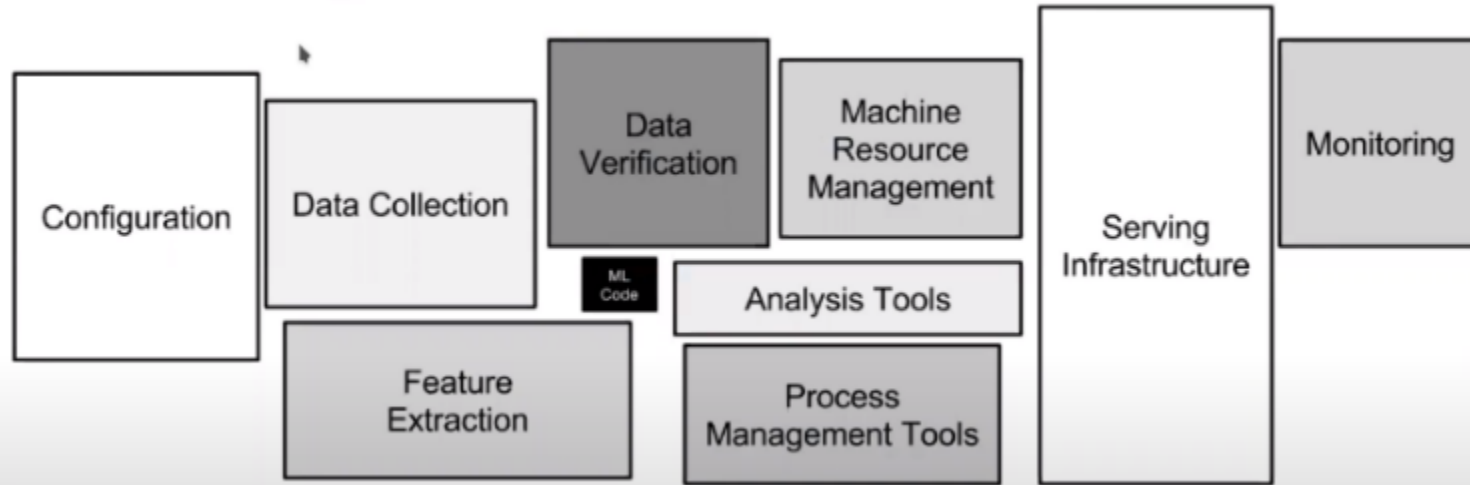 Configuration
Data Collection
Data
Verification
Machine
Resource
Management
Monitoring
Serving
Infrastructure
ML
Code
Analysis Tools
Feature
Extraction
Process
Management Tools